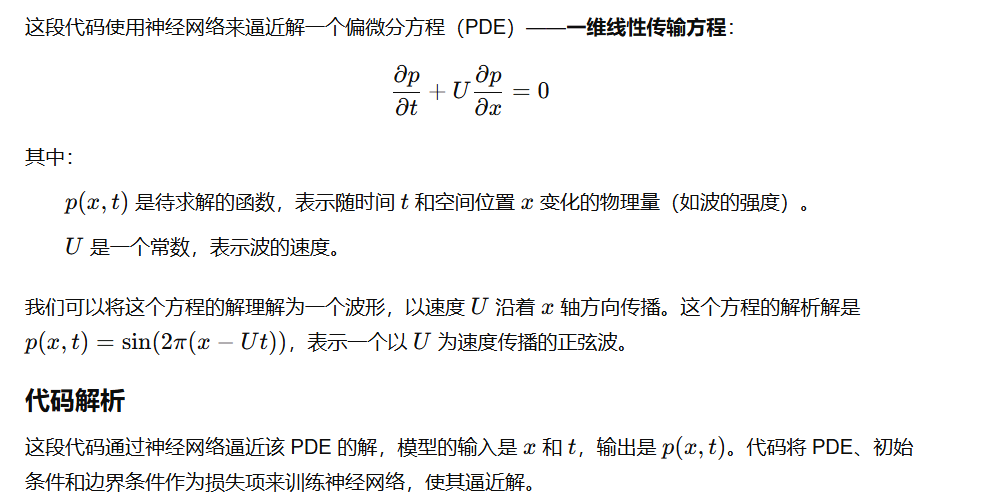 这段代码使用神经网络来逼近解一个偏微分方程（PDE）——一维线性传输方程：
∂p/∂t + U ∂p/∂x = 0
其中：
p(x, t) 是待求解的函数，表示随时间 t 和空间位置 x 变化的物理量（如波的强度）。
U 是一个常数，表示波的速度。
我们可以将这个方程的解理解为一个波形，以速度 U 沿着 x 轴方向传播。这个方程的解析解是
p(x, t) = sin(2π(x − Ut))，表示一个以 U 为速度传播的正弦波。
代码解析
这段代码通过神经网络逼近该 PDE 的解，模型的输入是 x 和 t，输出是 p(x, t)。代码将 PDE、初始
条件和边界条件作为损失项来训练神经网络，使其逼近解。